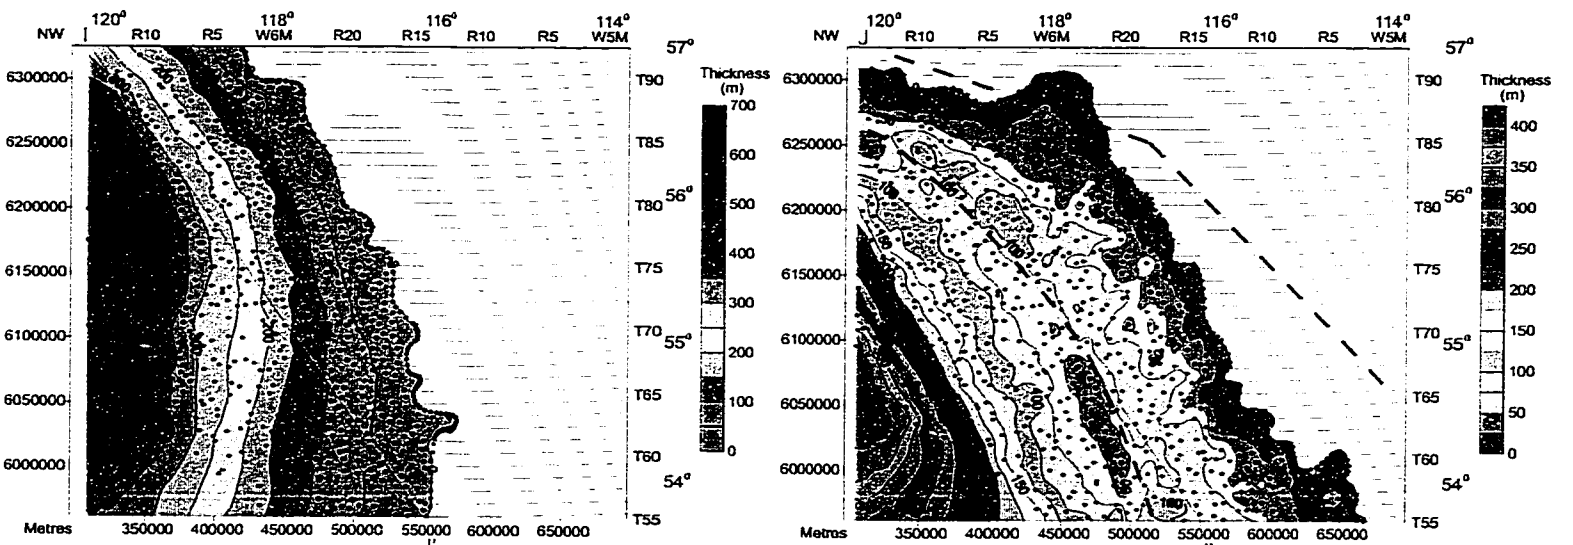 120° 118° 116° 114°
NW R10 R5 W6M R20 R15 R10 R5 W5M 57°
6300000 T90
6250000 T85
6200000 T80 56°
6150000 T75
6100000 T70 55°
6050000 T65
6000000 T60 54°
T55
Metres 350000 400000 450000 500000 550000 600000 650000
Thickness
(m)
700
600
500
400
300
200
100
0
120° 118° 116° 114°
NW R10 R5 W6M R20 R15 R10 R5 W5M 57°
6300000 T90
6250000 T85
6200000 T80 56°
6150000 T75
6100000 T70 55°
6050000 T65
6000000 T60 54°
T55
Metres 350000 400000 450000 500000 550000 600000 650000
Thickness
(m)
400
350
300
250
200
150
100
50
0